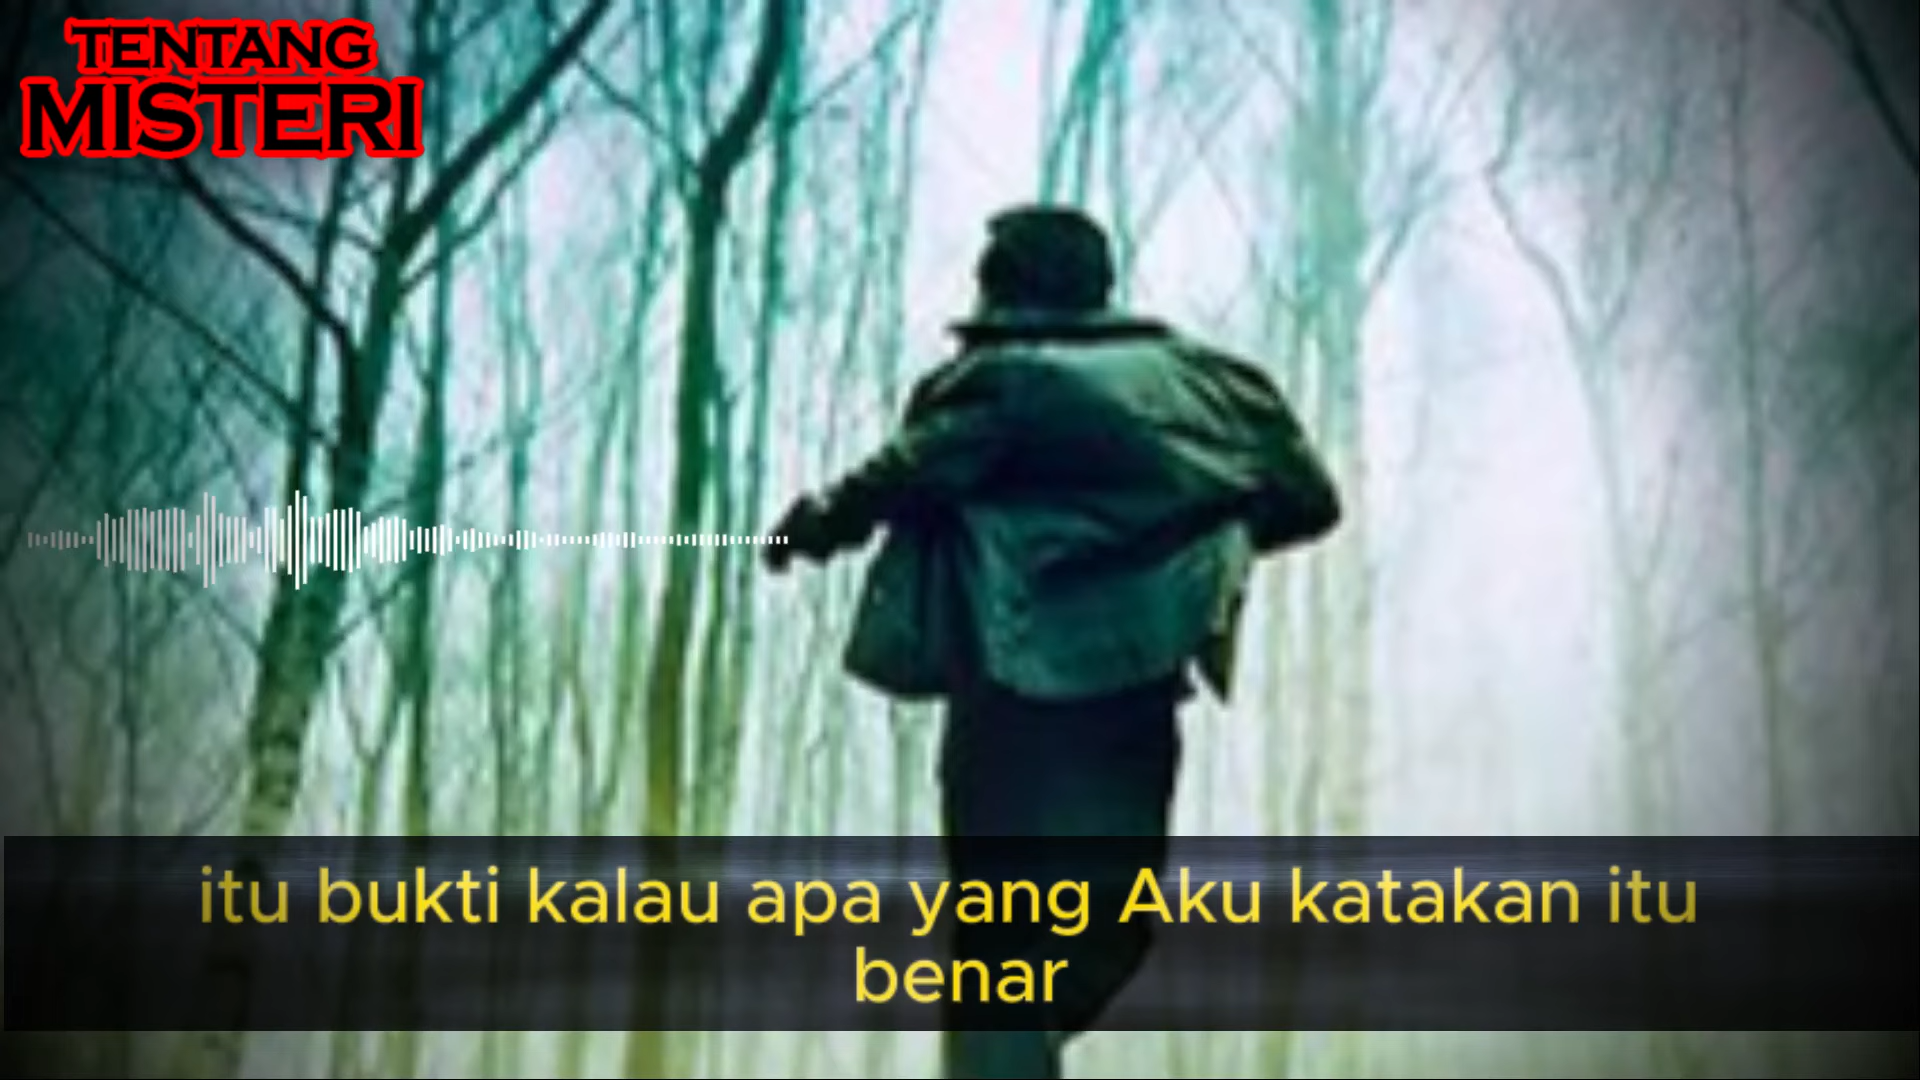 TENTANG
MISTERI
itu bukti kalau apa yang Aku katakan itu
benar